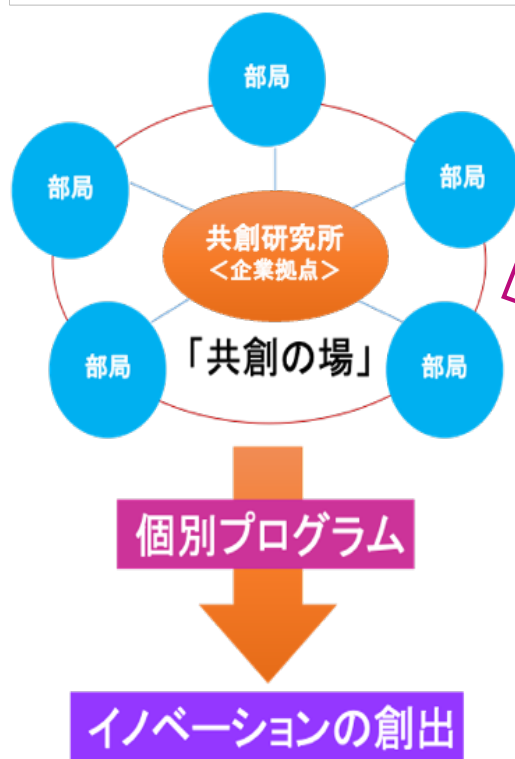 部局
部局
部局
共創研究所
＜企業拠点＞
部局
「共創の場」
部局
個別プログラム
イノベーションの創出